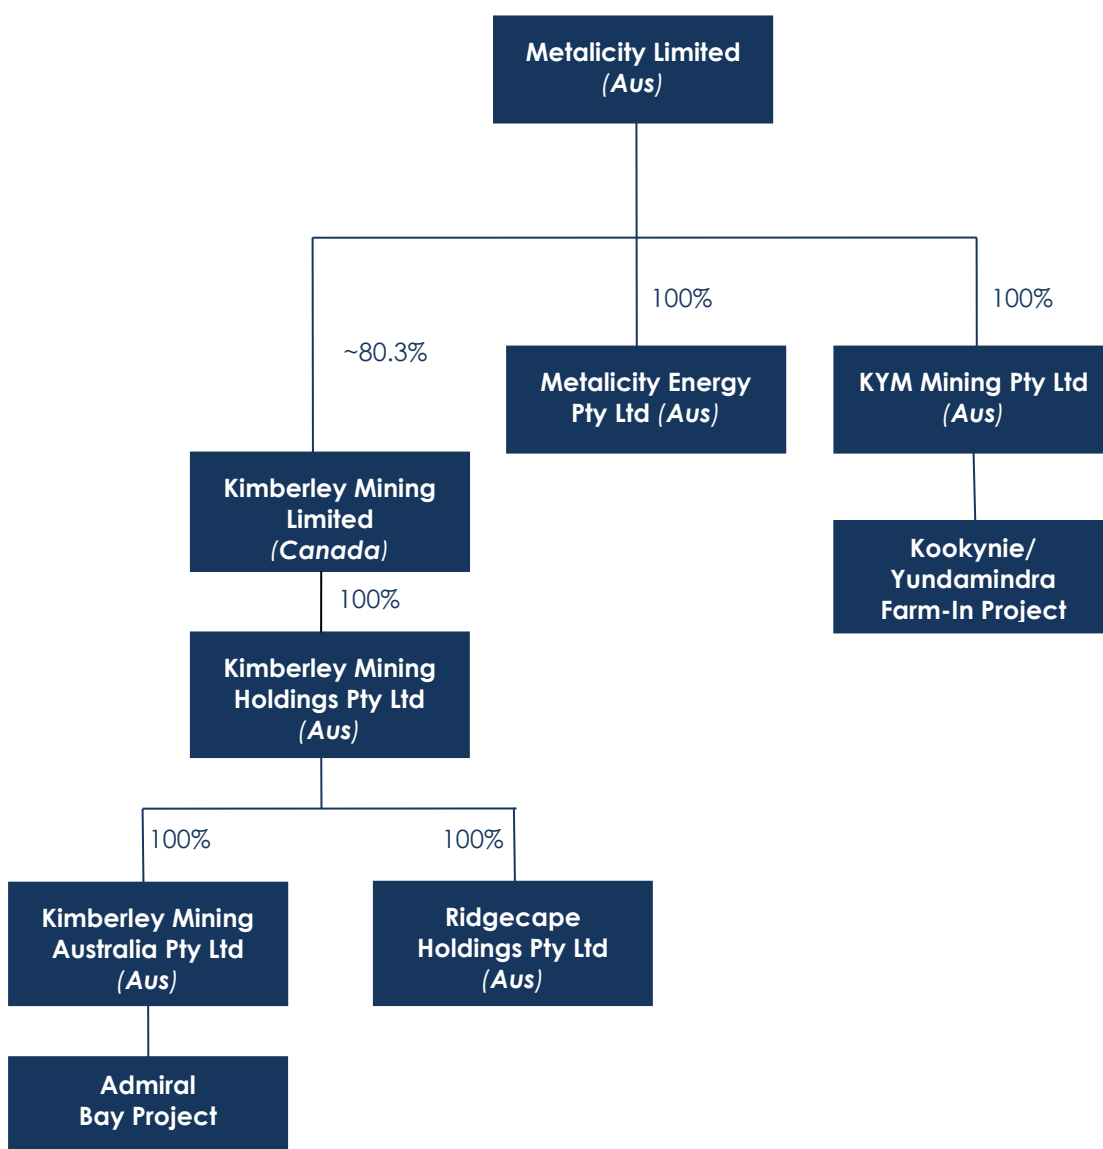 Metalicity Limited
(Aus)
100%
100%
~80.3%
Metalicity Energy
Pty Ltd (Aus)
KYM Mining Pty Ltd
(Aus)
Kimberley Mining
Limited
(Canada)
Kookynie/
Yundamindra
Farm-In Project
100%
Kimberley Mining
Holdings Pty Ltd
(Aus)
100%
100%
Kimberley Mining
Australia Pty Ltd
(Aus)
Ridgecape
Holdings Pty Ltd
(Aus)
Admiral
Bay Project